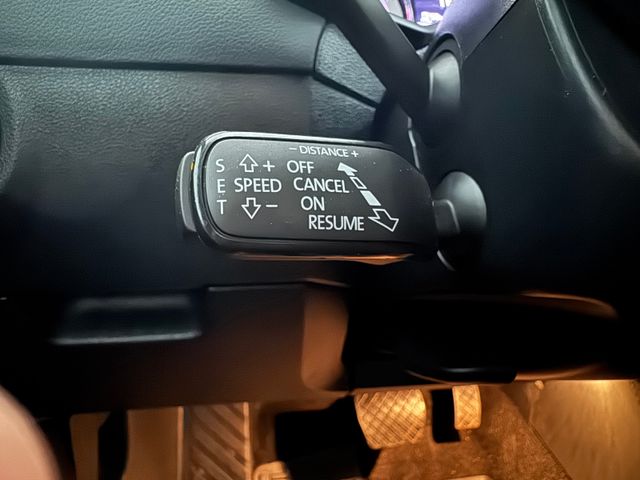 - DISTANCE +
S + OFF
E SPEED CANCEL
T - ON
RESUME